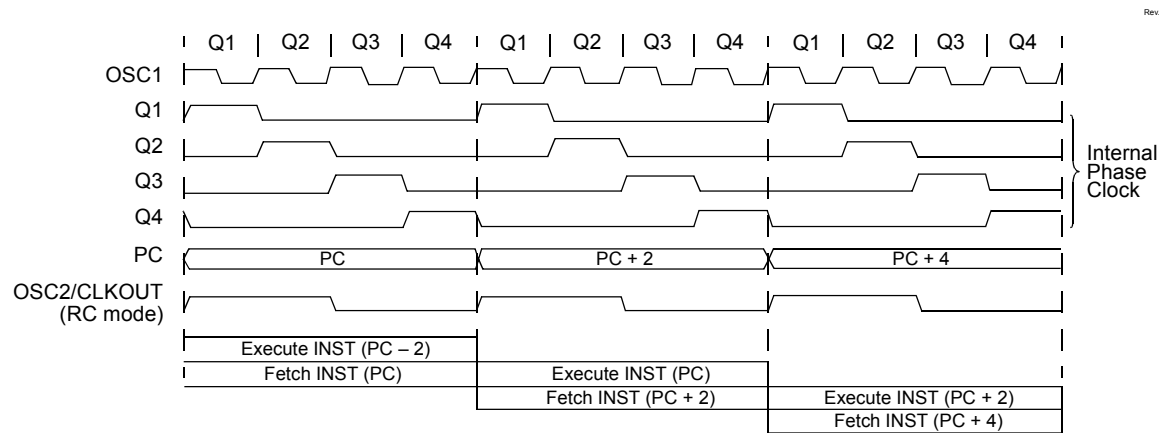 Rev.
Q1 Q2 Q3 Q4 Q1 Q2 Q3 Q4 Q1 Q2 Q3 Q4
OSC1
Q1
Q2
Q3
Q4
Internal
Phase
Clock
PC PC PC + 2 PC + 4
OSC2/CLKOUT
(RC mode)
Execute INST (PC – 2)
Fetch INST (PC) Execute INST (PC)
Fetch INST (PC + 2) Execute INST (PC + 2)
Fetch INST (PC + 4)